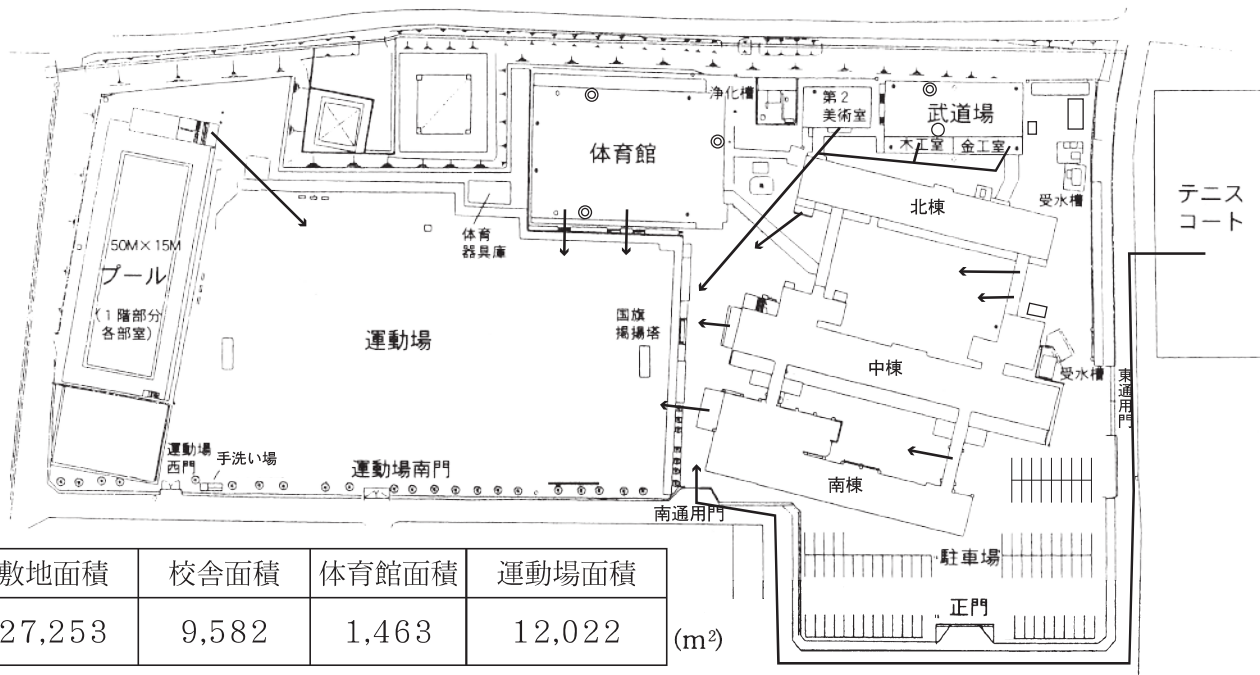 浄化槽
第2
美術室
武道場
木工室
金工室
体育館
北棟
受水槽
テニス
コート
体育
器具庫
50M×15M
プール
(1階部分
各部室)
国旗
掲揚塔
運動場
中棟
受水槽
東通用門
運動場
西門
手洗い場
運動場南門
南棟
南通用門
駐車場
正門
敷地面積 校舎面積 体育館面積 運動場面積
27,253 9,582 1,463 12,022 (m²)